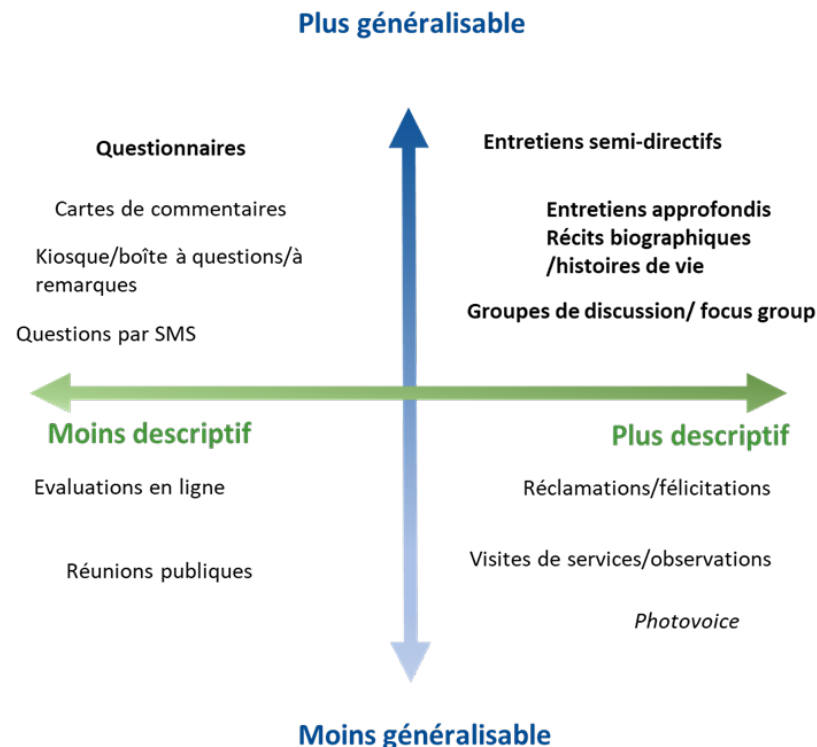 Plus généralisable
Questionnaires
Entretiens semi-directifs
Cartes de commentaires
Entretiens approfondis
Récits biographiques
/histoires de vie
Kiosque/boîte à questions/à
remarques
Groupes de discussion/ focus group
Questions par SMS
Moins descriptif
Plus descriptif
Evaluations en ligne
Réclamations/félicitations
Réunions publiques
Visites de services/observations
Photovoice
Moins généralisable